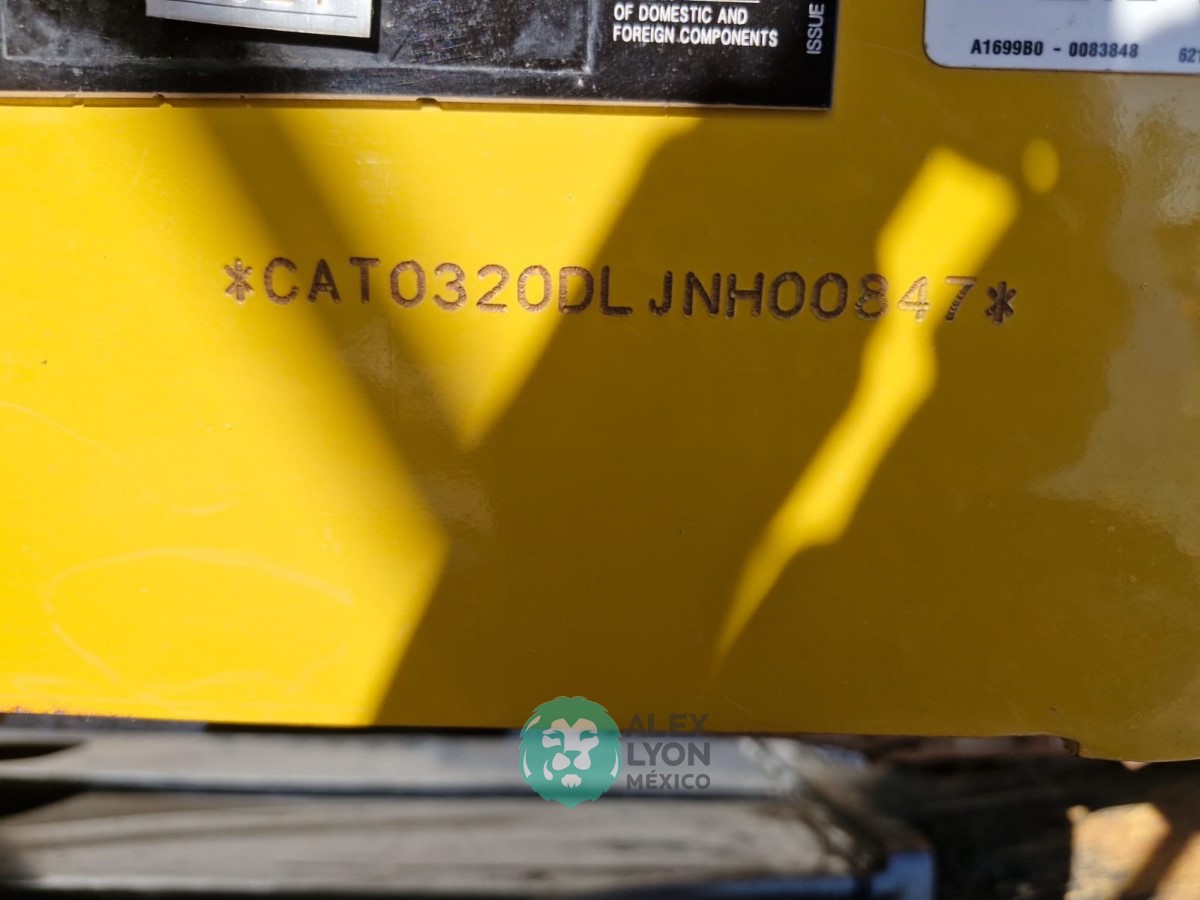 OF DOMESTIC AND
FOREIGN COMPONENTS
ISSUE
A1699B0 - 0083848
*CAT0320DLJNH00847*
ALEX
LYON
MÉXICO